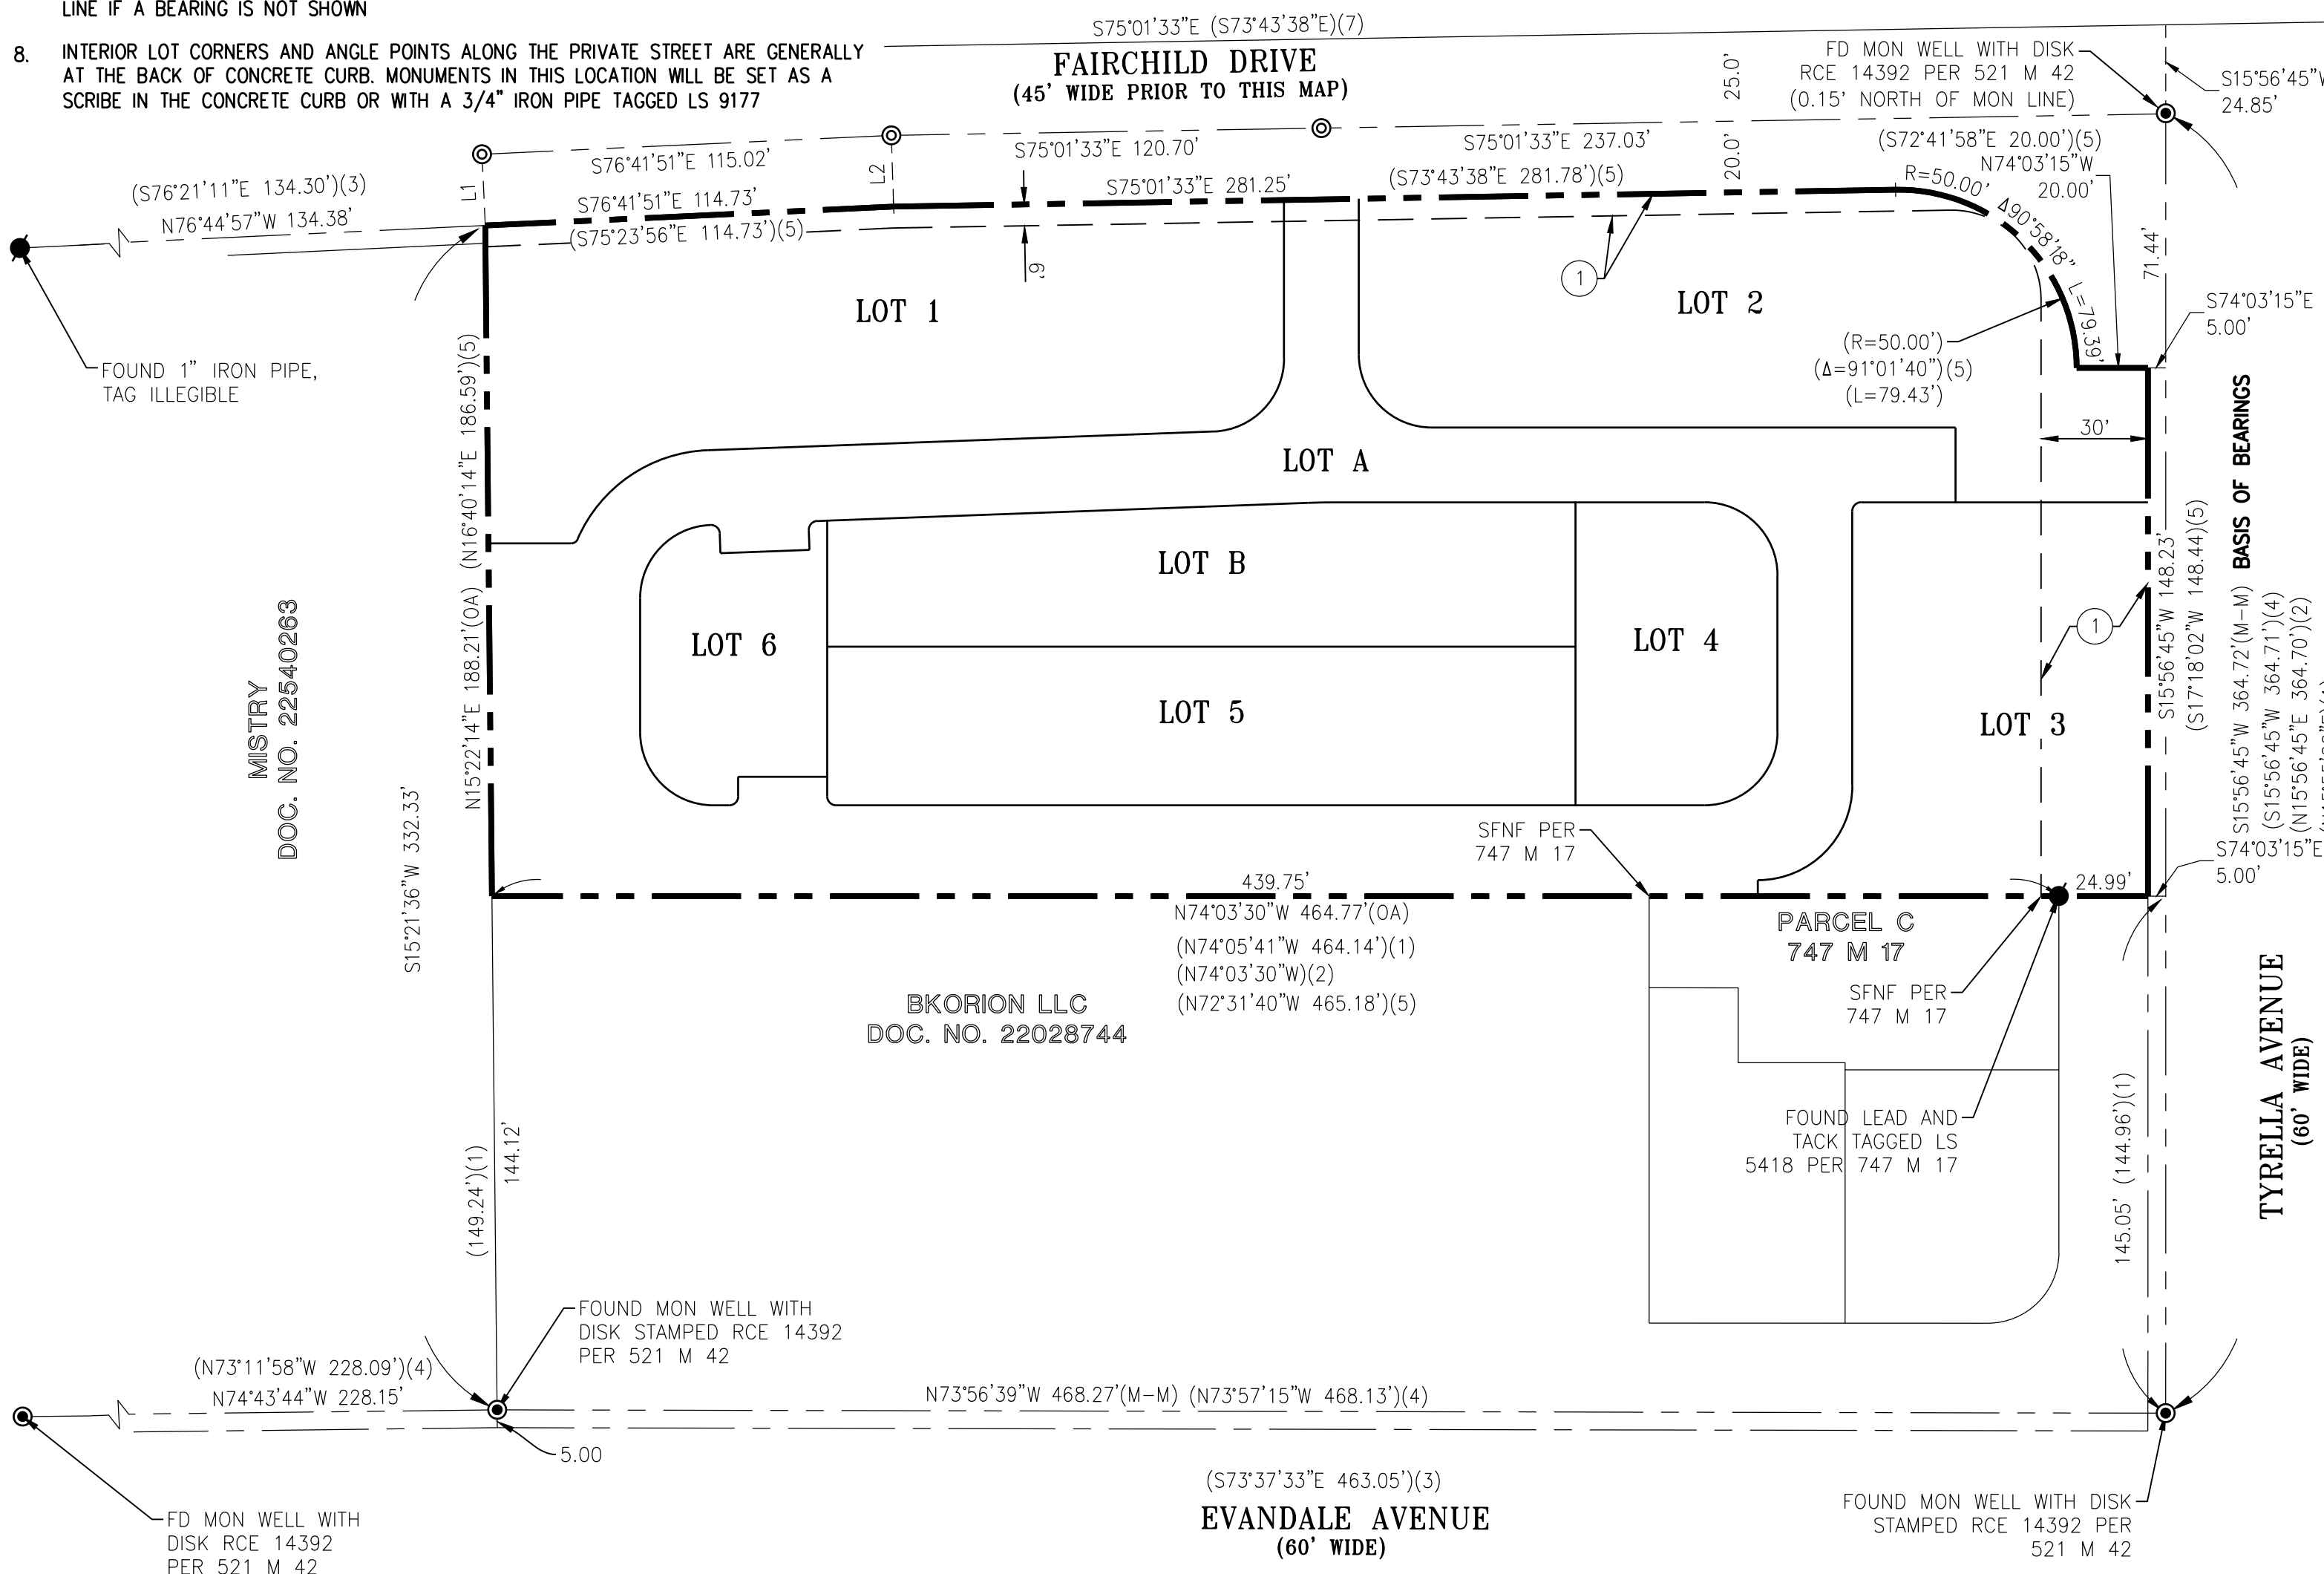 LINE IF A BEARING IS NOT SHOWN
8. INTERIOR LOT CORNERS AND ANGLE POINTS ALONG THE PRIVATE STREET ARE GENERALLY
AT THE BACK OF CONCRETE CURB. MONUMENTS IN THIS LOCATION WILL BE SET AS A
SCRIBE IN THE CONCRETE CURB OR WITH A 3/4" IRON PIPE TAGGED LS 9177
S75°01'33"E (S73°43'38"E)(7)
FAIRCHILD DRIVE
(45' WIDE PRIOR TO THIS MAP)
25.0'
20.0'
FD MON WELL WITH DISK
RCE 14392 PER 521 M 42
(0.15' NORTH OF MON LINE)
S15°56'45"W
24.85'
S76°41'51"E 115.02'
S75°01'33"E 120.70'
S75°01'33"E 237.03'
(S72°41'58"E 20.00')(5)
N74°03'15"W
20.00'
L1
L2
(S76°21'11"E 134.30')(3)
N76°44'57"W 134.38'
S76°41'51"E 114.73'
(S75°23'56"E 114.73')(5)
S75°01'33"E 281.25'
(S73°43'38"E 281.78')(5)
R=50.00'
Δ90°58'18"
L=79.39'
71.44'
6'
1
LOT 1
LOT 2
S74°03'15"E
5.00'
(R=50.00')
(Δ=91°01'40")(5)
(L=79.43')
FOUND 1" IRON PIPE,
TAG ILLEGIBLE
30'
LOT A
LOT B
LOT 6
LOT 4
LOT 5
LOT 3
1
N15°22'14"E 188.21'(OA) (N16°40'14"E 186.59')(5)
MISTRY
DOC. NO. 22540263
S15°21'36"W 332.33'
S15°56'45"W 148.23'
(S17°18'02"W 148.44)(5)
S15°56'45"W 364.72'(M-M) BASIS OF BEARINGS
(S15°56'45"W 364.71')(4)
(N15°56'45"E 364.70')(2)
S74°03'15"E
5.00'
SFNF PER
747 M 17
439.75'
24.99'
N74°03'30"W 464.77'(OA)
(N74°05'41"W 464.14')(1)
(N74°03'30"W)(2)
(N72°31'40"W 465.18')(5)
PARCEL C
747 M 17
SFNF PER
747 M 17
BKORION LLC
DOC. NO. 22028744
FOUND LEAD AND
TACK TAGGED LS
5418 PER 747 M 17
TYRELLA AVENUE
(60' WIDE)
145.05' (144.96')(1)
(149.24')(1)
144.12'
FOUND MON WELL WITH
DISK STAMPED RCE 14392
PER 521 M 42
(N73°11'58"W 228.09')(4)
N74°43'44"W 228.15'
N73°56'39"W 468.27'(M-M) (N73°57'15"W 468.13')(4)
5.00
(S73°37'33"E 463.05')(3)
EVANDALE AVENUE
(60' WIDE)
FD MON WELL WITH
DISK RCE 14392
PER 521 M 42
FOUND MON WELL WITH DISK
STAMPED RCE 14392 PER
521 M 42